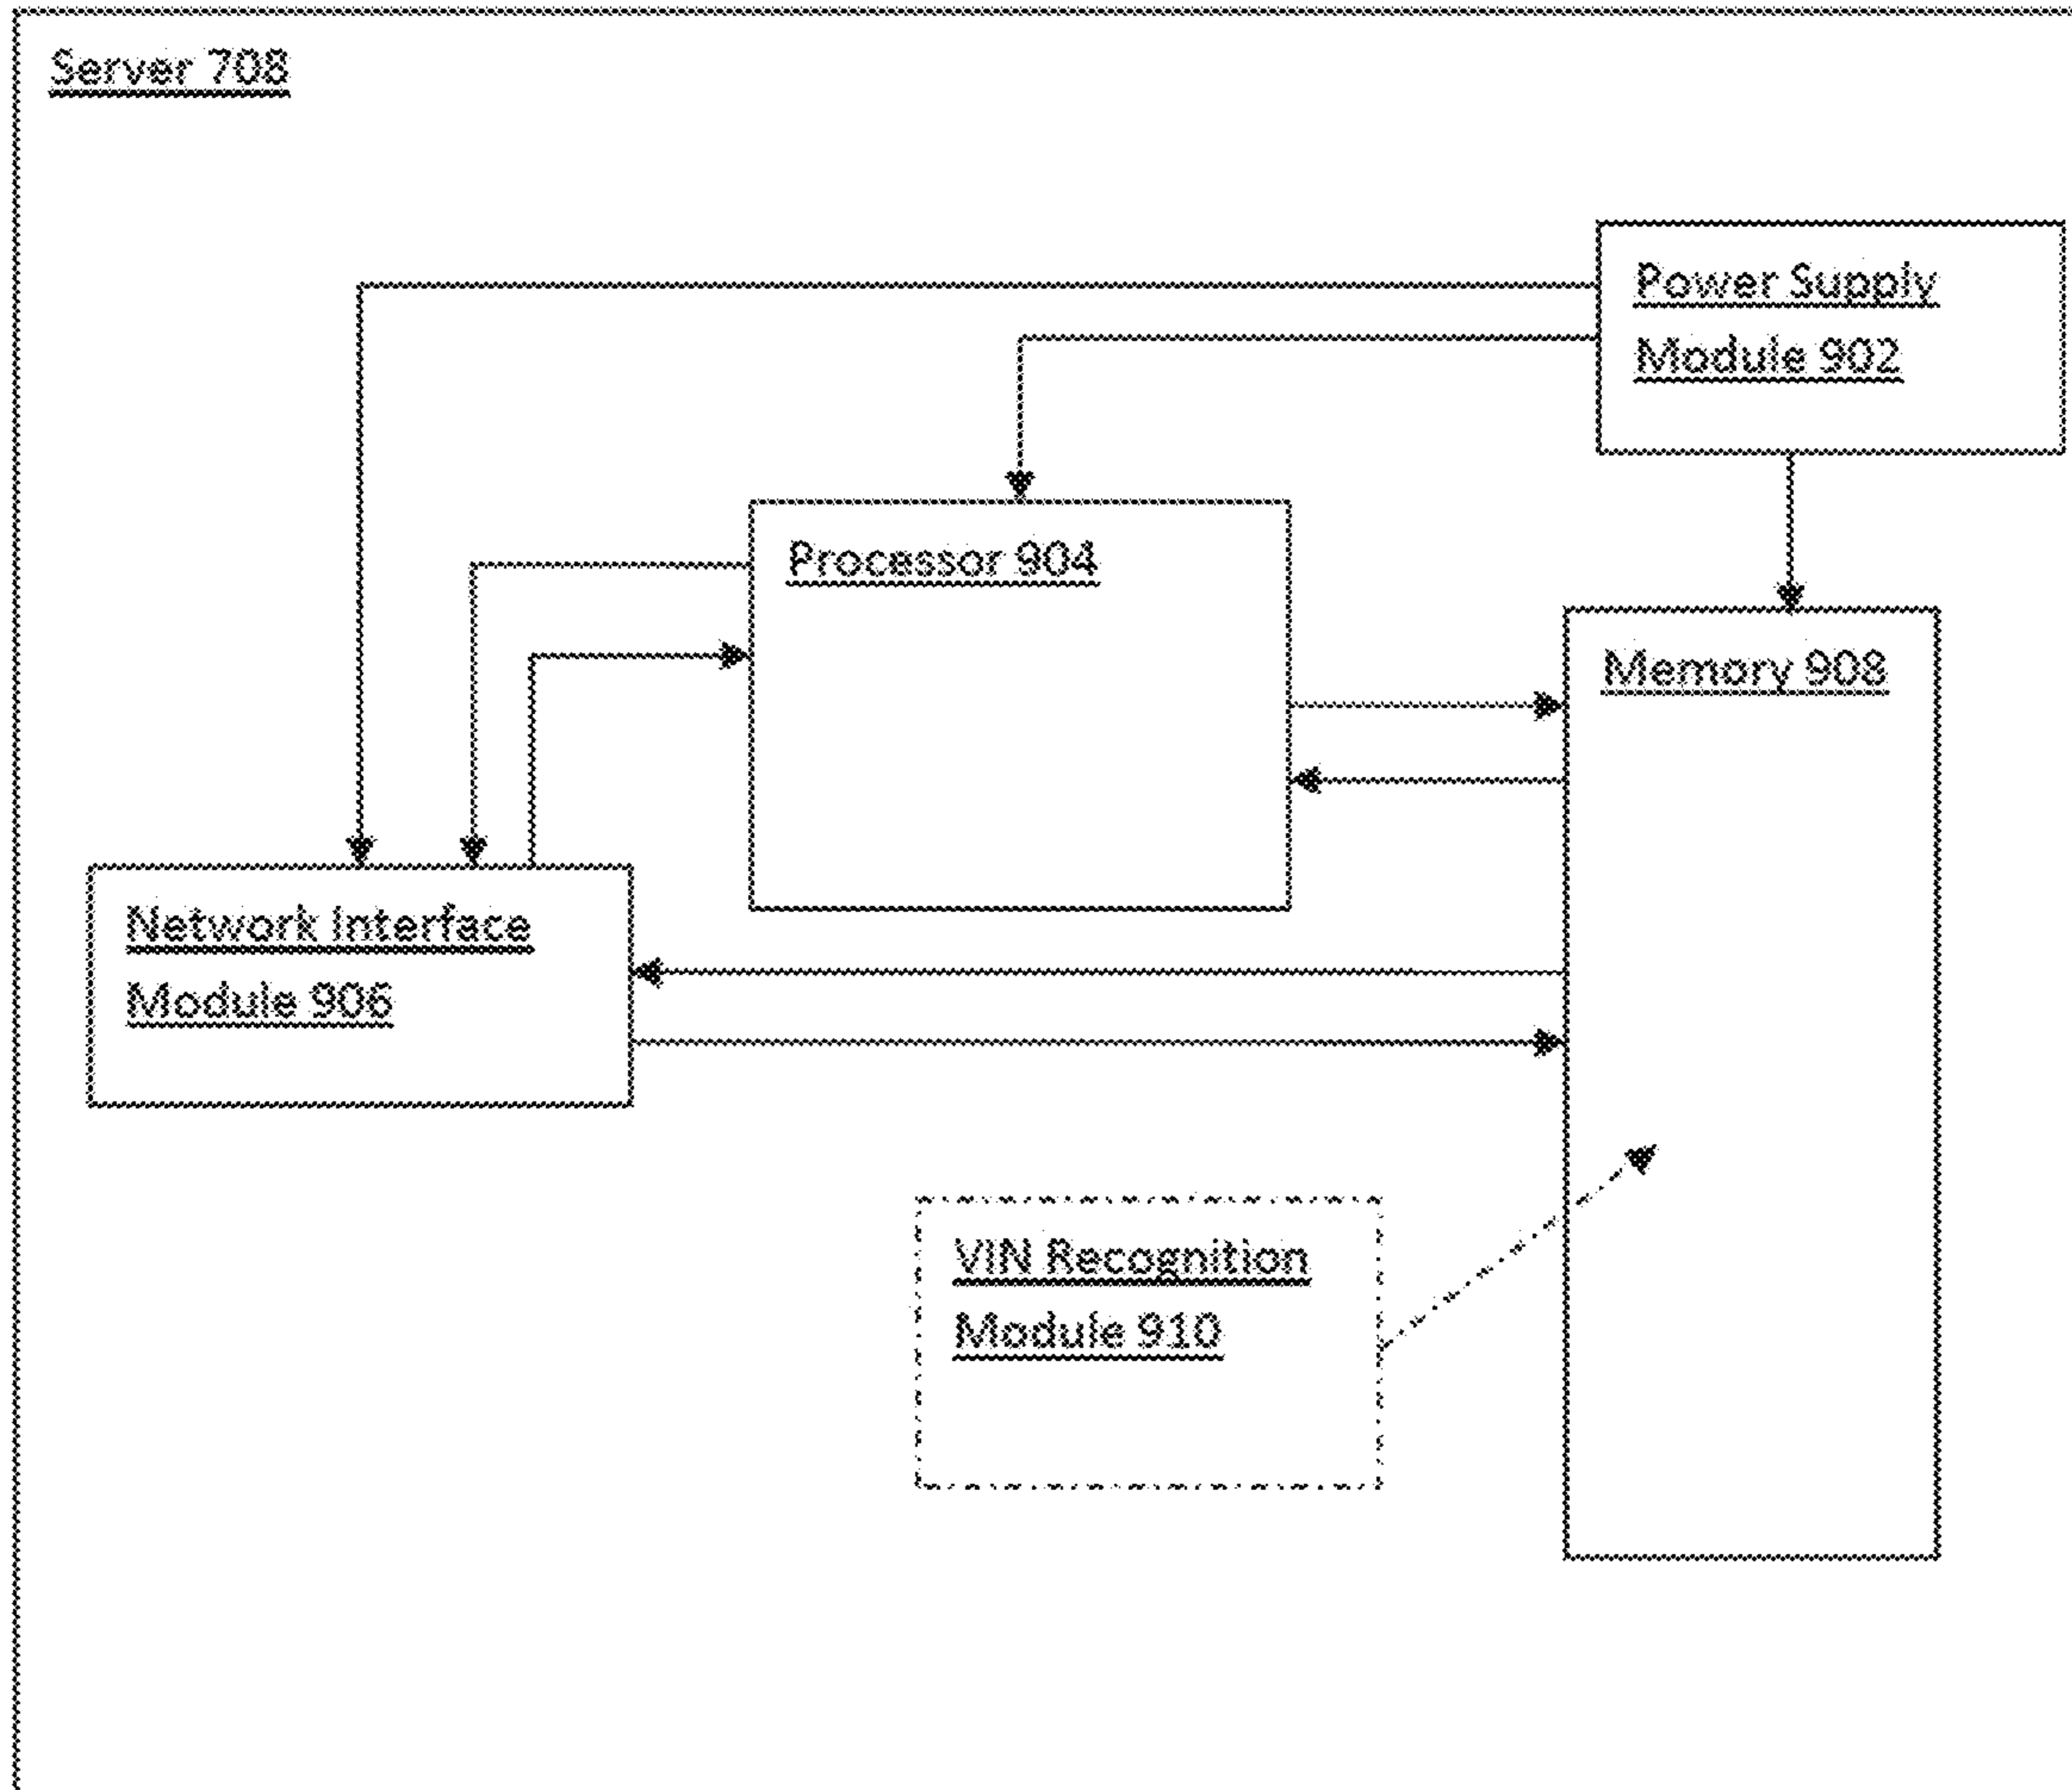 Server 708
Power Supply
Module 902
Processor 904
Memory 908
Network Interface
Module 906
VIN Recognition
Module 910